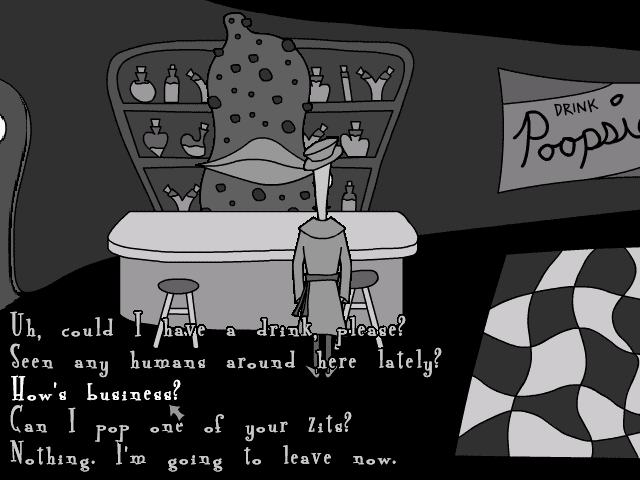 DRINK
Poopsi
Uh, could I have a drink, please?
Seen any humans around here lately?
How's business?
Can I pop one of your zits?
Nothing. I'm going to leave now.